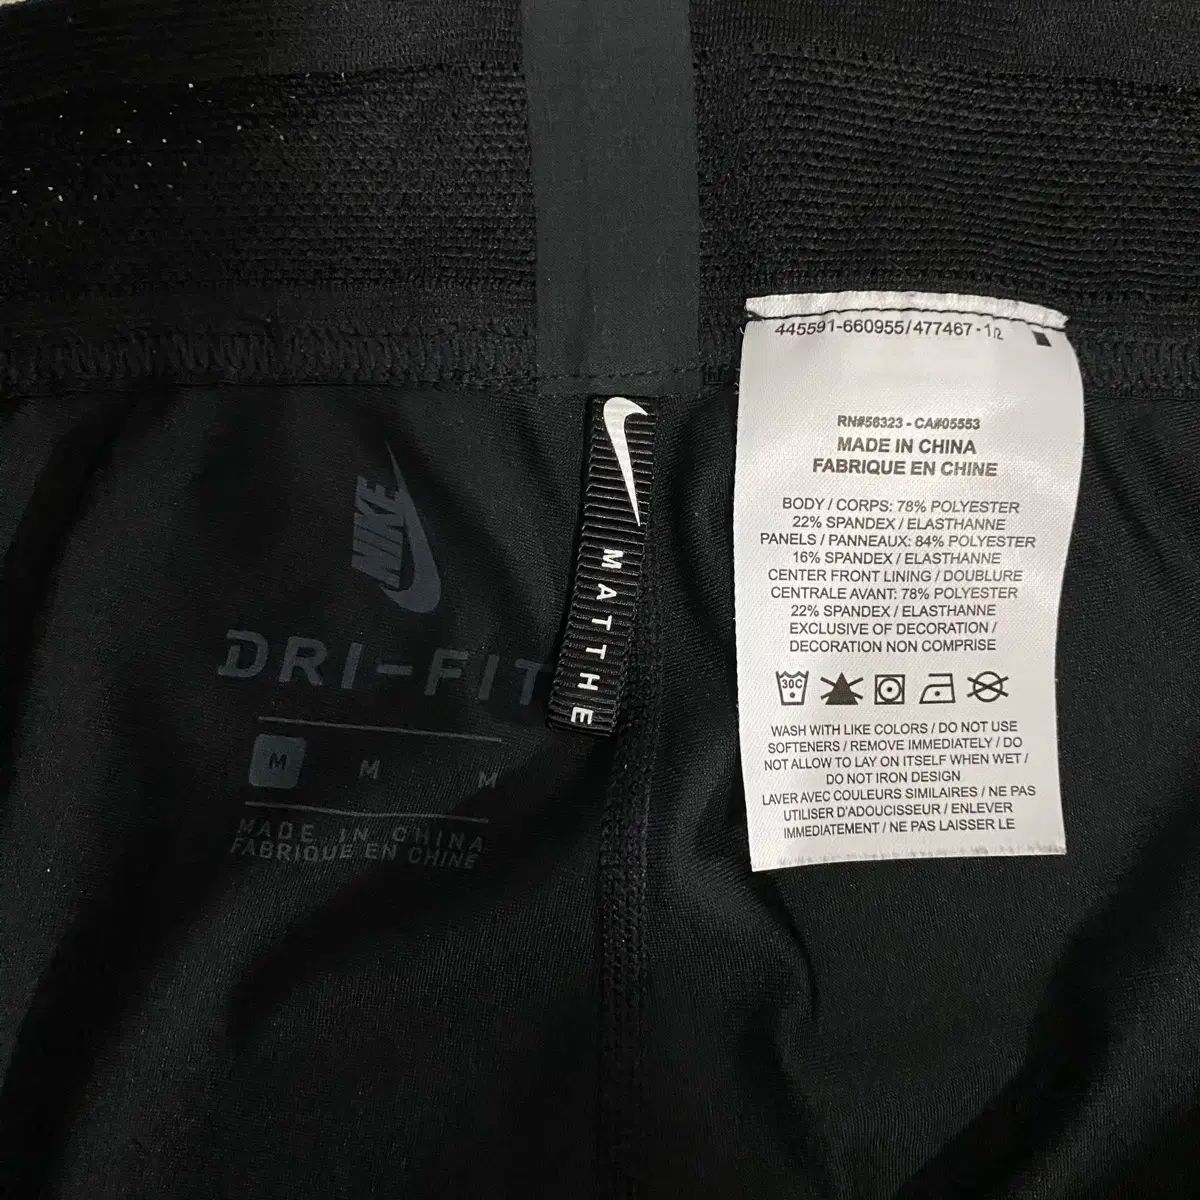 NIKE
DRI-FIT
M M M
MADE IN CHINA
FABRIQUE EN CHINE
MATTHE
445591-660955/477467-12
RN#56323 - CA#05553
MADE IN CHINA
FABRIQUE EN CHINE
BODY / CORPS: 78% POLYESTER
22% SPANDEX / ELASTHANNE
PANELS / PANNEAUX: 84% POLYESTER
16% SPANDEX / ELASTHANNE
CENTER FRONT LINING / DOUBLURE
CENTRALE AVANT: 78% POLYESTER
22% SPANDEX / ELASTHANNE
EXCLUSIVE OF DECORATION /
DECORATION NON COMPRISE
30C
WASH WITH LIKE COLORS / DO NOT USE
SOFTENERS / REMOVE IMMEDIATELY / DO
NOT ALLOW TO LAY ON ITSELF WHEN WET /
DO NOT IRON DESIGN
LAVER AVEC COULEURS SIMILAIRES / NE PAS
UTILISER D'ADOUCISSEUR / ENLEVER
IMMEDIATEMENT / NE PAS LAISSER LE